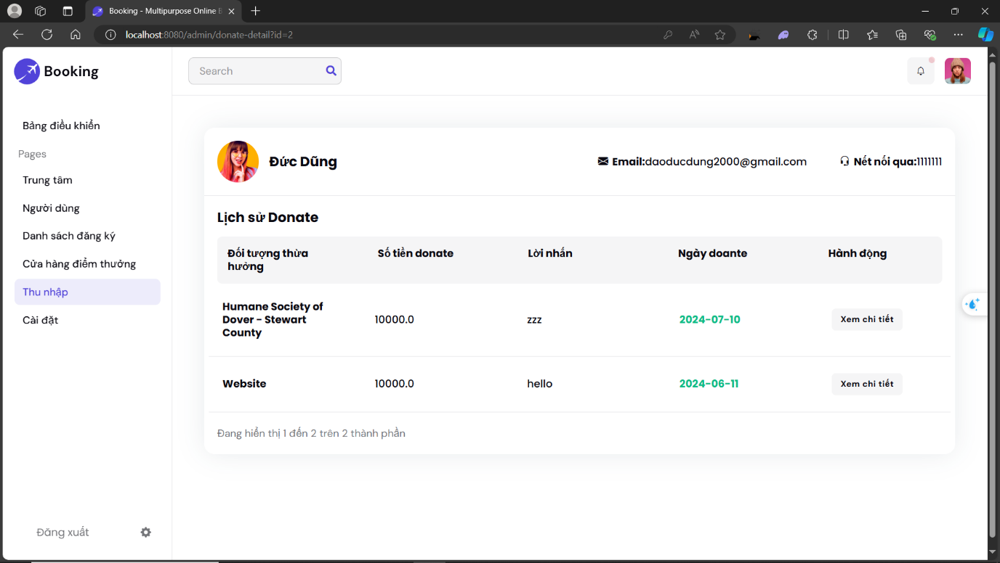 Booking - Multipurpose Online B
localhost:8080/admin/donate-detail?id=2
Booking
Search
Bảng điều khiển
Pages
Trung tâm
Người dùng
Danh sách đăng ký
Cửa hàng điểm thưởng
Thu nhập
Cài đặt
Đăng xuất
Đức Dũng
Email:daoducdung2000@gmail.com
Nết nối qua:1111111
Lịch sử Donate
Đối tượng thừa hưởng Số tiền donate Lời nhắn Ngày doante Hành động
Humane Society of
Dover - Stewart
County
10000.0 zzz 2024-07-10 Xem chi tiết
Website 10000.0 hello 2024-06-11 Xem chi tiết
Đang hiển thị 1 đến 2 trên 2 thành phần